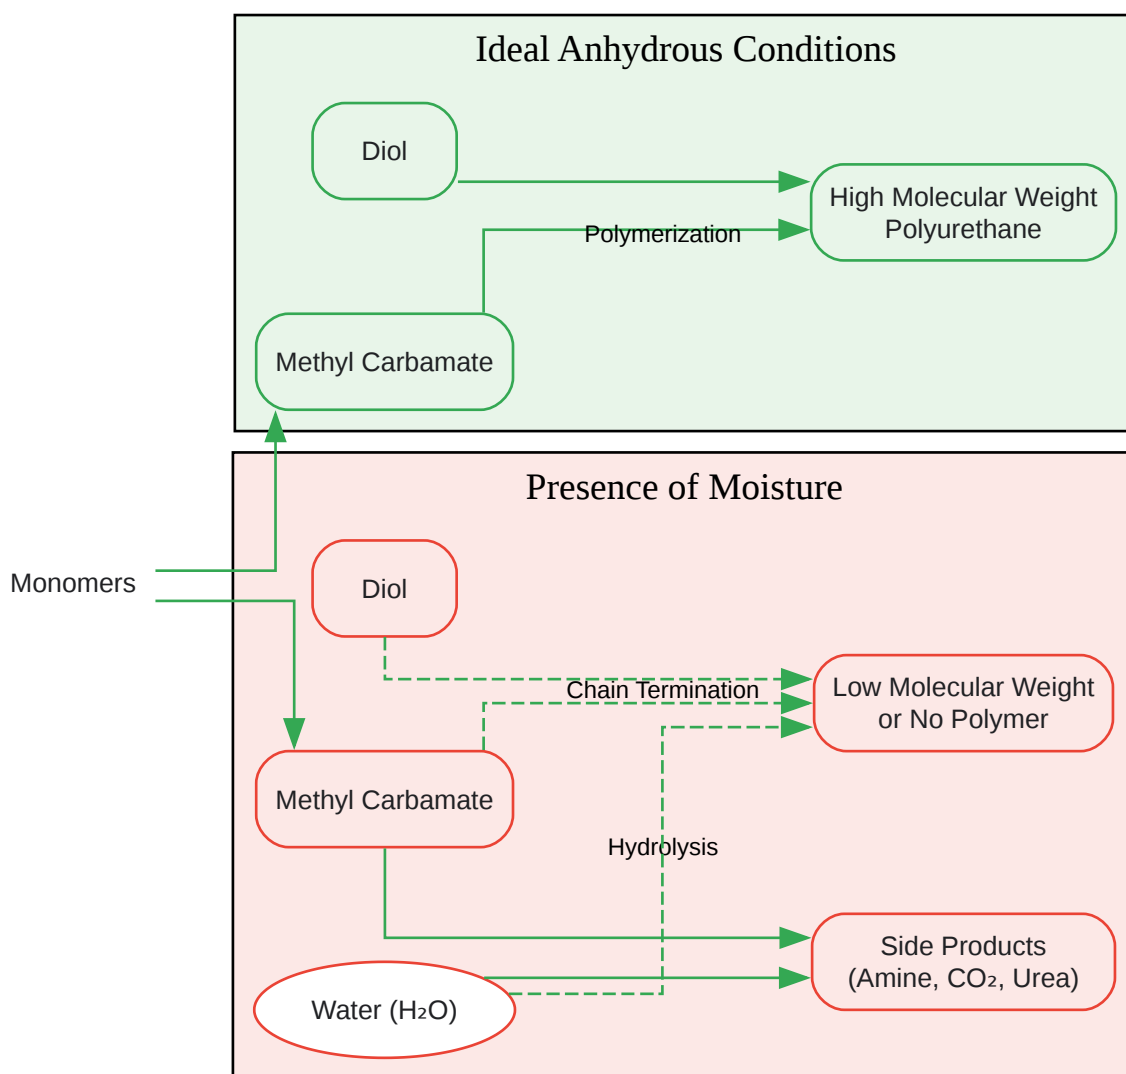 Ideal Anhydrous Conditions
Diol
High Molecular Weight
Polyurethane
Polymerization
Methyl Carbamate
Presence of Moisture
Monomers
Diol
Chain Termination
Low Molecular Weight
or No Polymer
Methyl Carbamate
Hydrolysis
Side Products
(Amine, CO₂, Urea)
Water (H₂O)